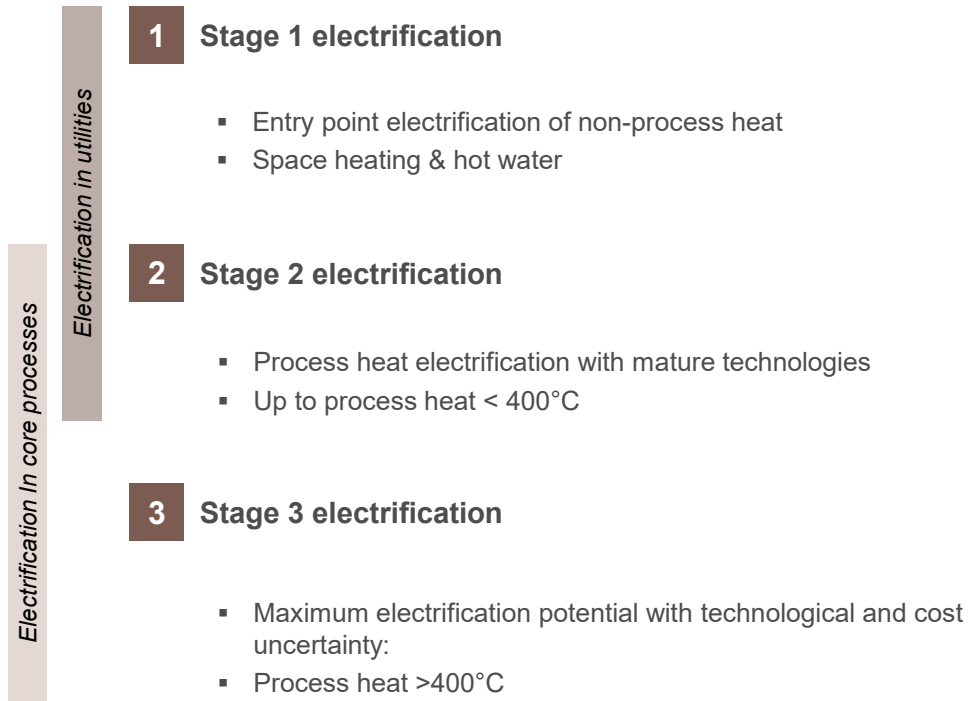 Electrification in utilities
Electrification In core processes
1 Stage 1 electrification
▪ Entry point electrification of non-process heat
▪ Space heating & hot water
2 Stage 2 electrification
▪ Process heat electrification with mature technologies
▪ Up to process heat < 400°C
3 Stage 3 electrification
▪ Maximum electrification potential with technological and cost
uncertainty:
▪ Process heat >400°C